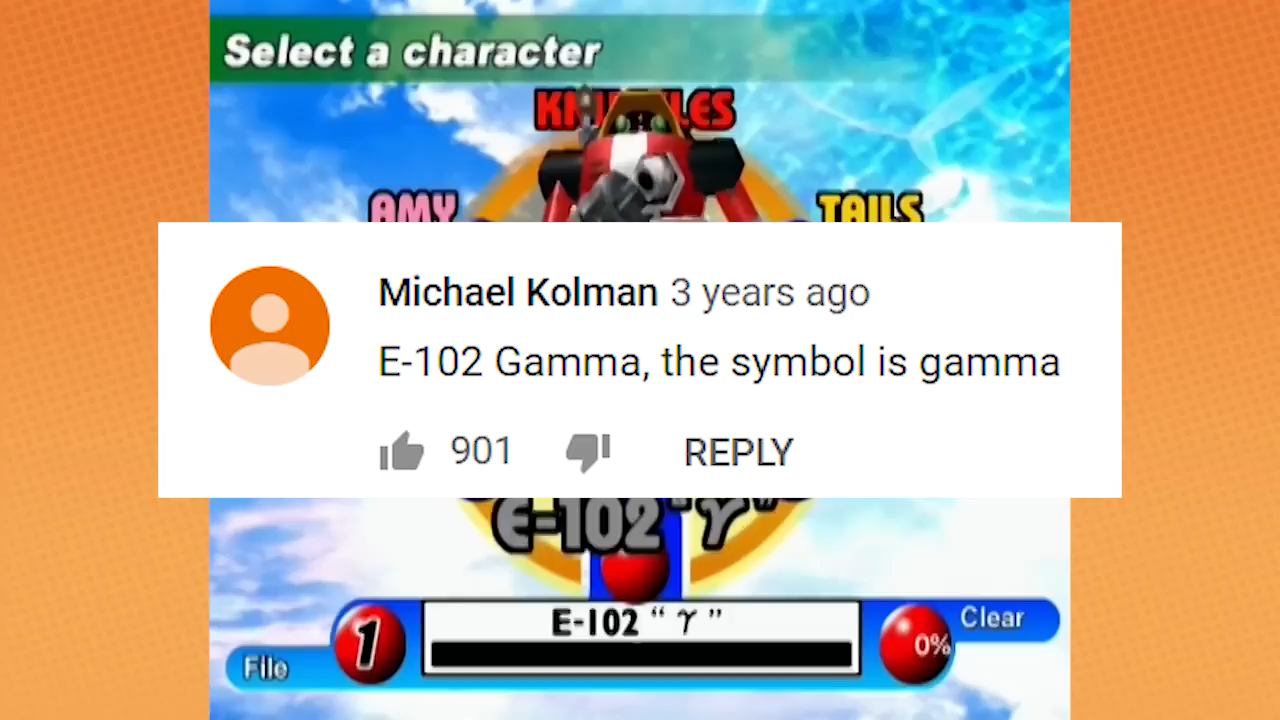 Select a character
KNUCKLES
AMY
TAILS
Michael Kolman 3 years ago
E-102 Gamma, the symbol is gamma
901
REPLY
E-102 "γ"
E-102 “ γ ”
1
File
0%
Clear